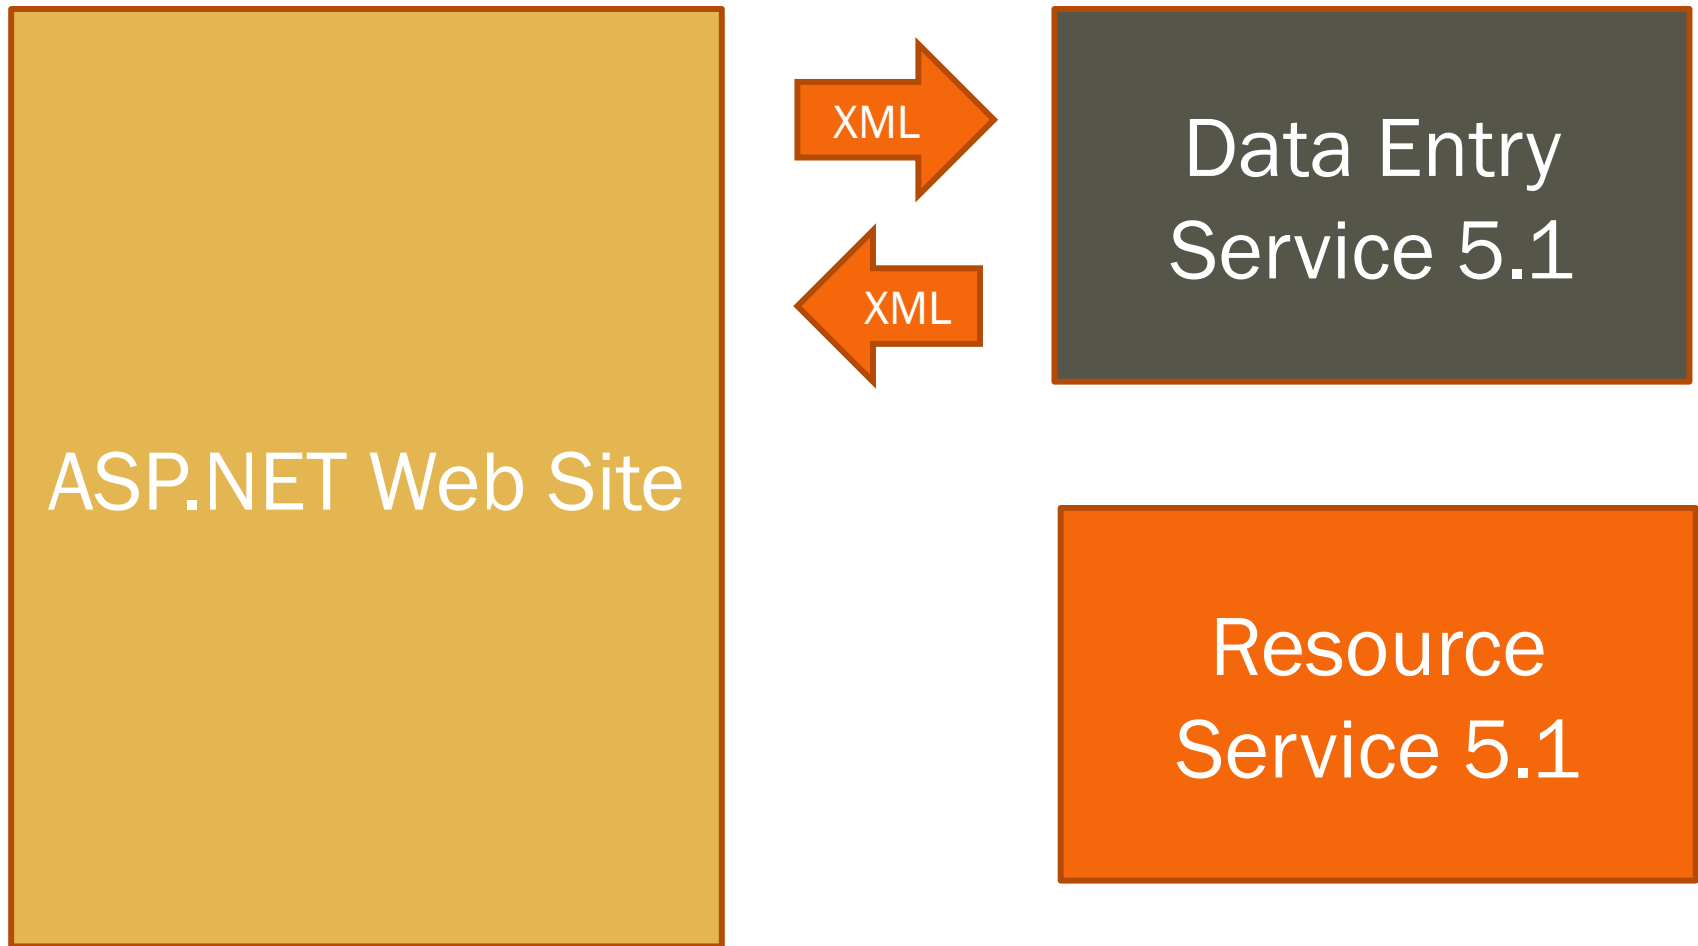 ASP.NET Web Site
XML
XML
Data Entry
Service 5.1
Resource
Service 5.1